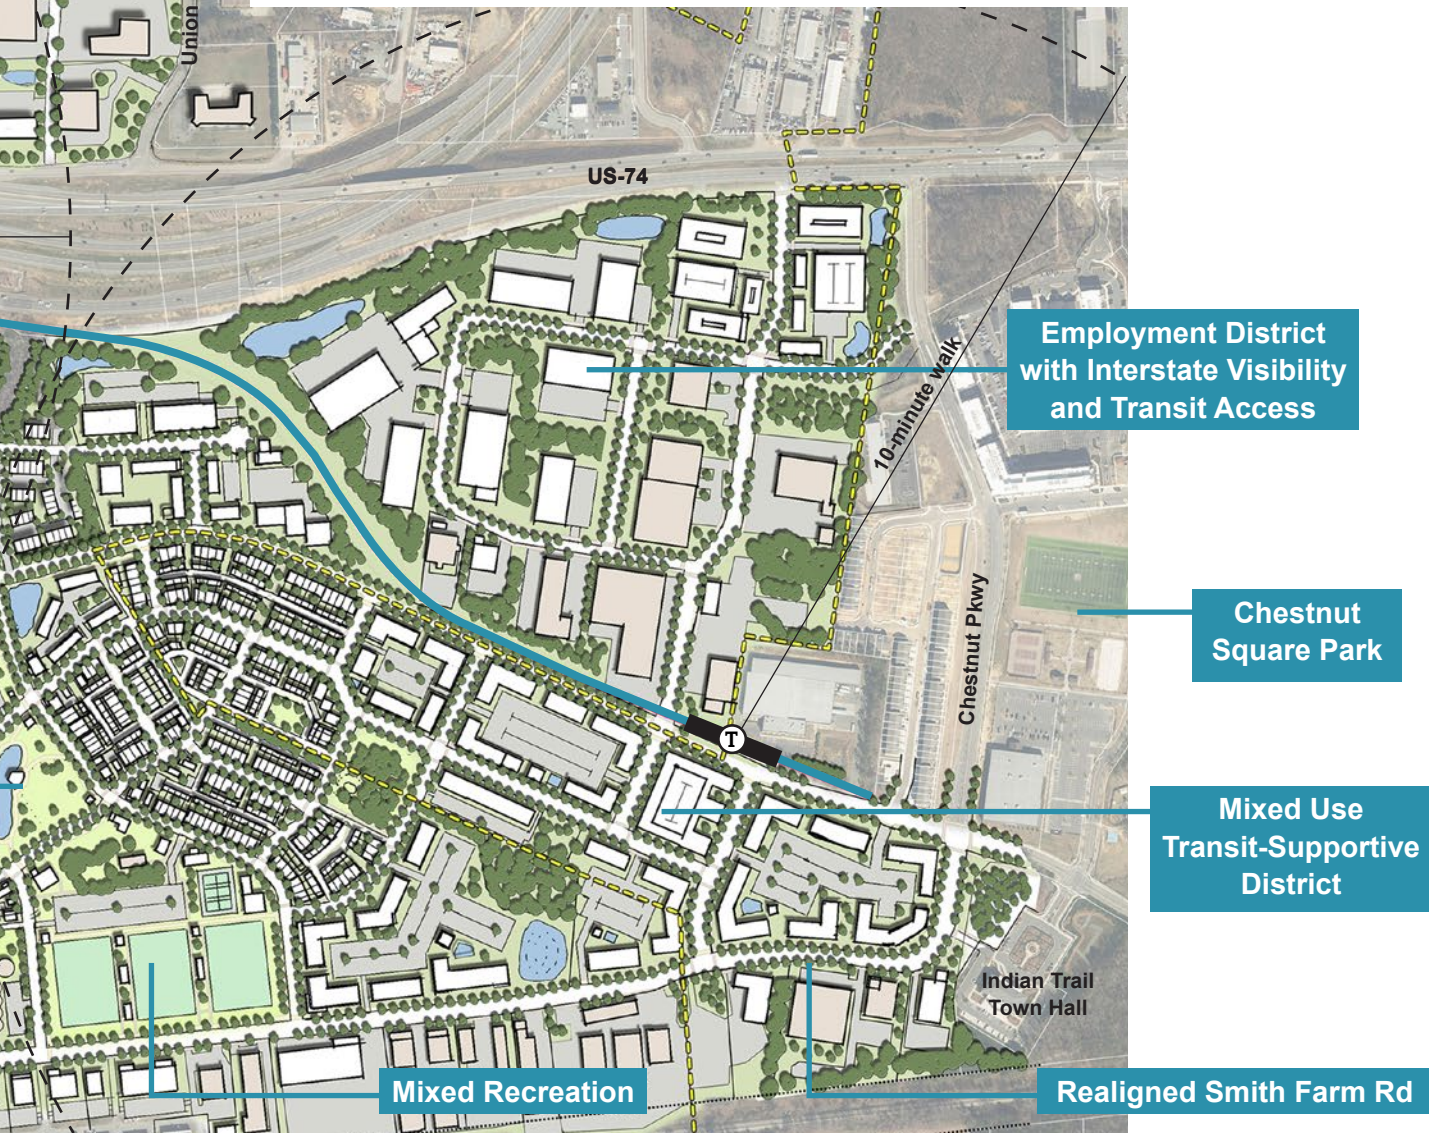 Union
US-74
Employment District
with Interstate Visibility
and Transit Access
10-minute walk
Chestnut
Square Park
Chestnut Pkwy
T
Mixed Use
Transit-Supportive
District
Indian Trail
Town Hall
Mixed Recreation
Realigned Smith Farm Rd